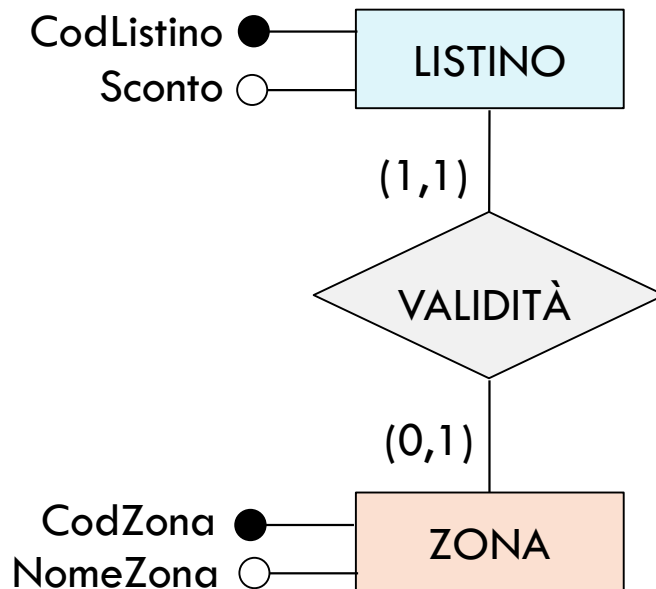 CodListino
LISTINO
Sconto
(1,1)
VALIDITÀ
(0,1)
CodZona
ZONA
NomeZona